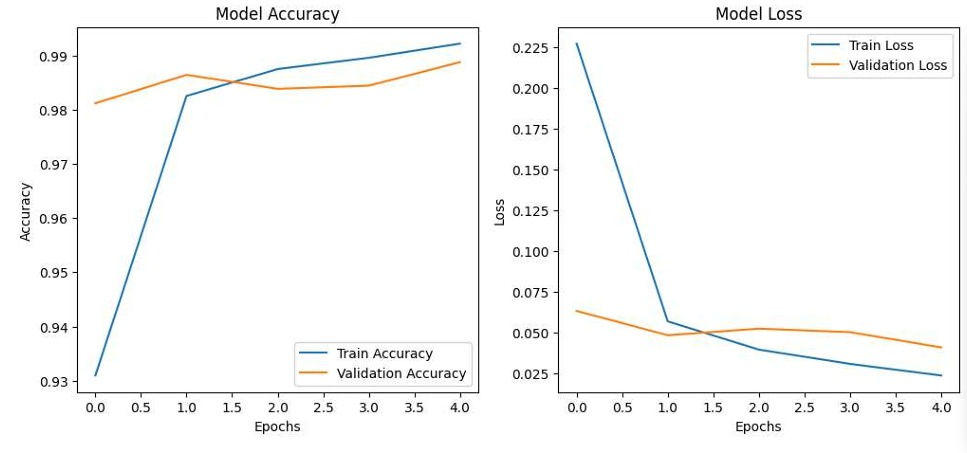 Model Accuracy
0.99
0.98
0.97
0.96
0.95
0.94
0.93
Accuracy
Train Accuracy
Validation Accuracy
0.0 0.5 1.0 1.5 2.0 2.5 3.0 3.5 4.0
Epochs
Model Loss
0.225
0.200
0.175
0.150
0.125
0.100
0.075
0.050
0.025
Loss
Train Loss
Validation Loss
0.0 0.5 1.0 1.5 2.0 2.5 3.0 3.5 4.0
Epochs